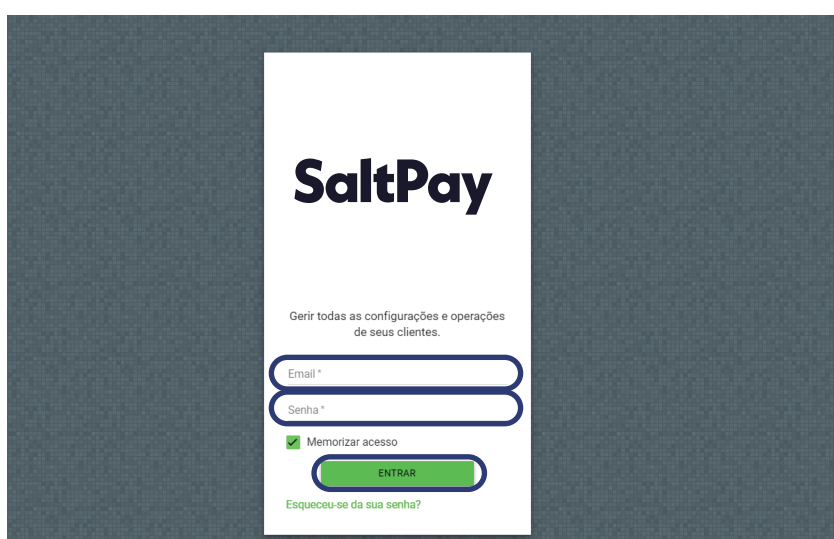 SaltPay
Gerir todas as configurações e operações
de seus clientes.
Email *
Senha *
Memorizar acesso
ENTRAR
Esqueceu-se da sua senha?